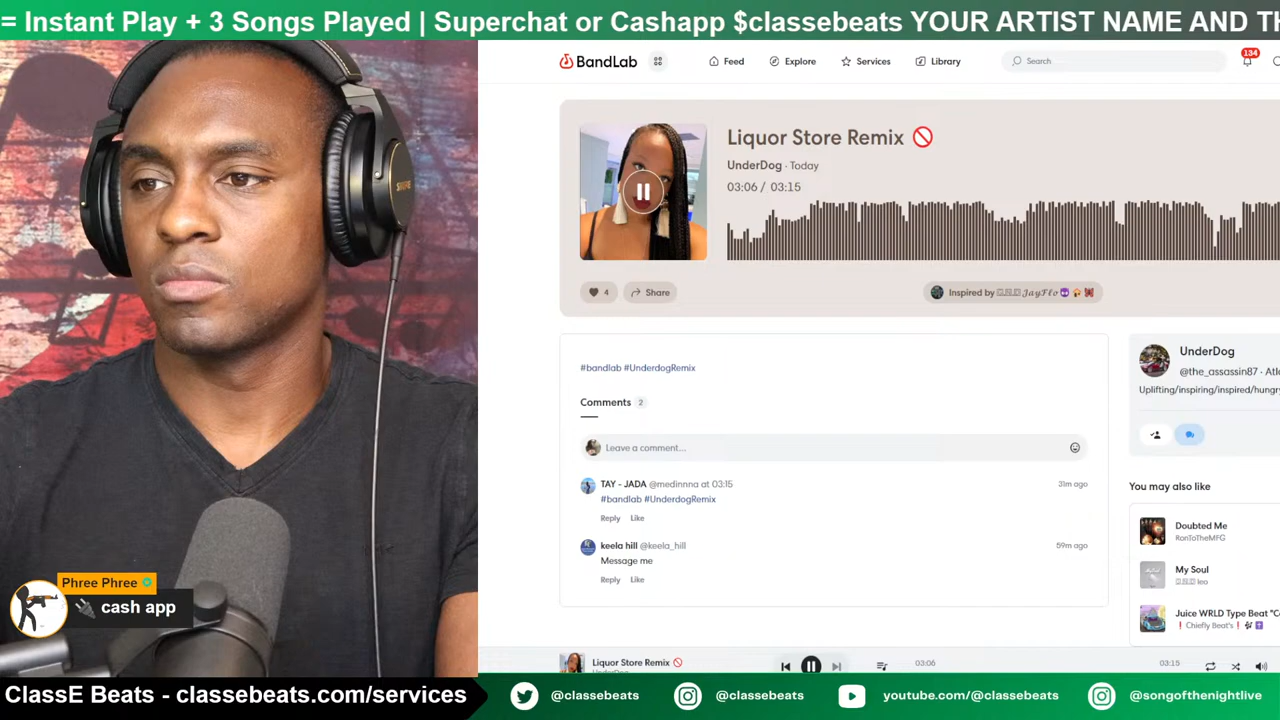 = Instant Play + 3 Songs Played | Superchat or Cashapp $classebeats YOUR ARTIST NAME AND TH
BandLab
Feed
Explore
Services
Library
Search
134
Liquor Store Remix 🚫
UnderDog · Today
03:06 / 03:15
4
Share
Inspired by
JayFlo
#bandlab #UnderdogRemix
Comments 2
Leave a comment...
TAY - JADA @medinnna at 03:15
31m ago
#bandlab #UnderdogRemix
Reply Like
keela hill @keela_hill
59m ago
Message me
Reply Like
UnderDog
@the_assassin87 · Atl
Uplifting/inspiring/inspired/hungr
You may also like
Doubted Me
RonToTheMFG
My Soul
leo
Juice WRLD Type Beat "C
Chiefly Beat's
SHURE
Phree Phree
🔌 cash app
Liquor Store Remix 🚫
UnderDog
03:06
03:15
ClassE Beats - classebeats.com/services
@classebeats
@classebeats
youtube.com/@classebeats
@songofthenightlive